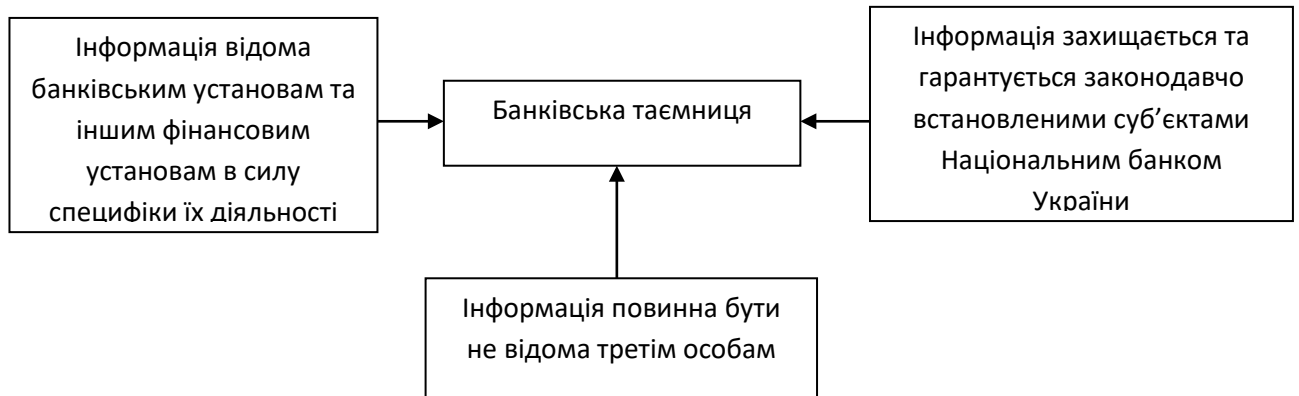 Інформація відома
банківським установам та
іншим фінансовим
установам в силу
специфіки їх діяльності
Банківська таємниця
Інформація захищається та
гарантується законодавчо
встановленими суб’єктами
Національним банком
України
Інформація повинна бути
не відома третім особам